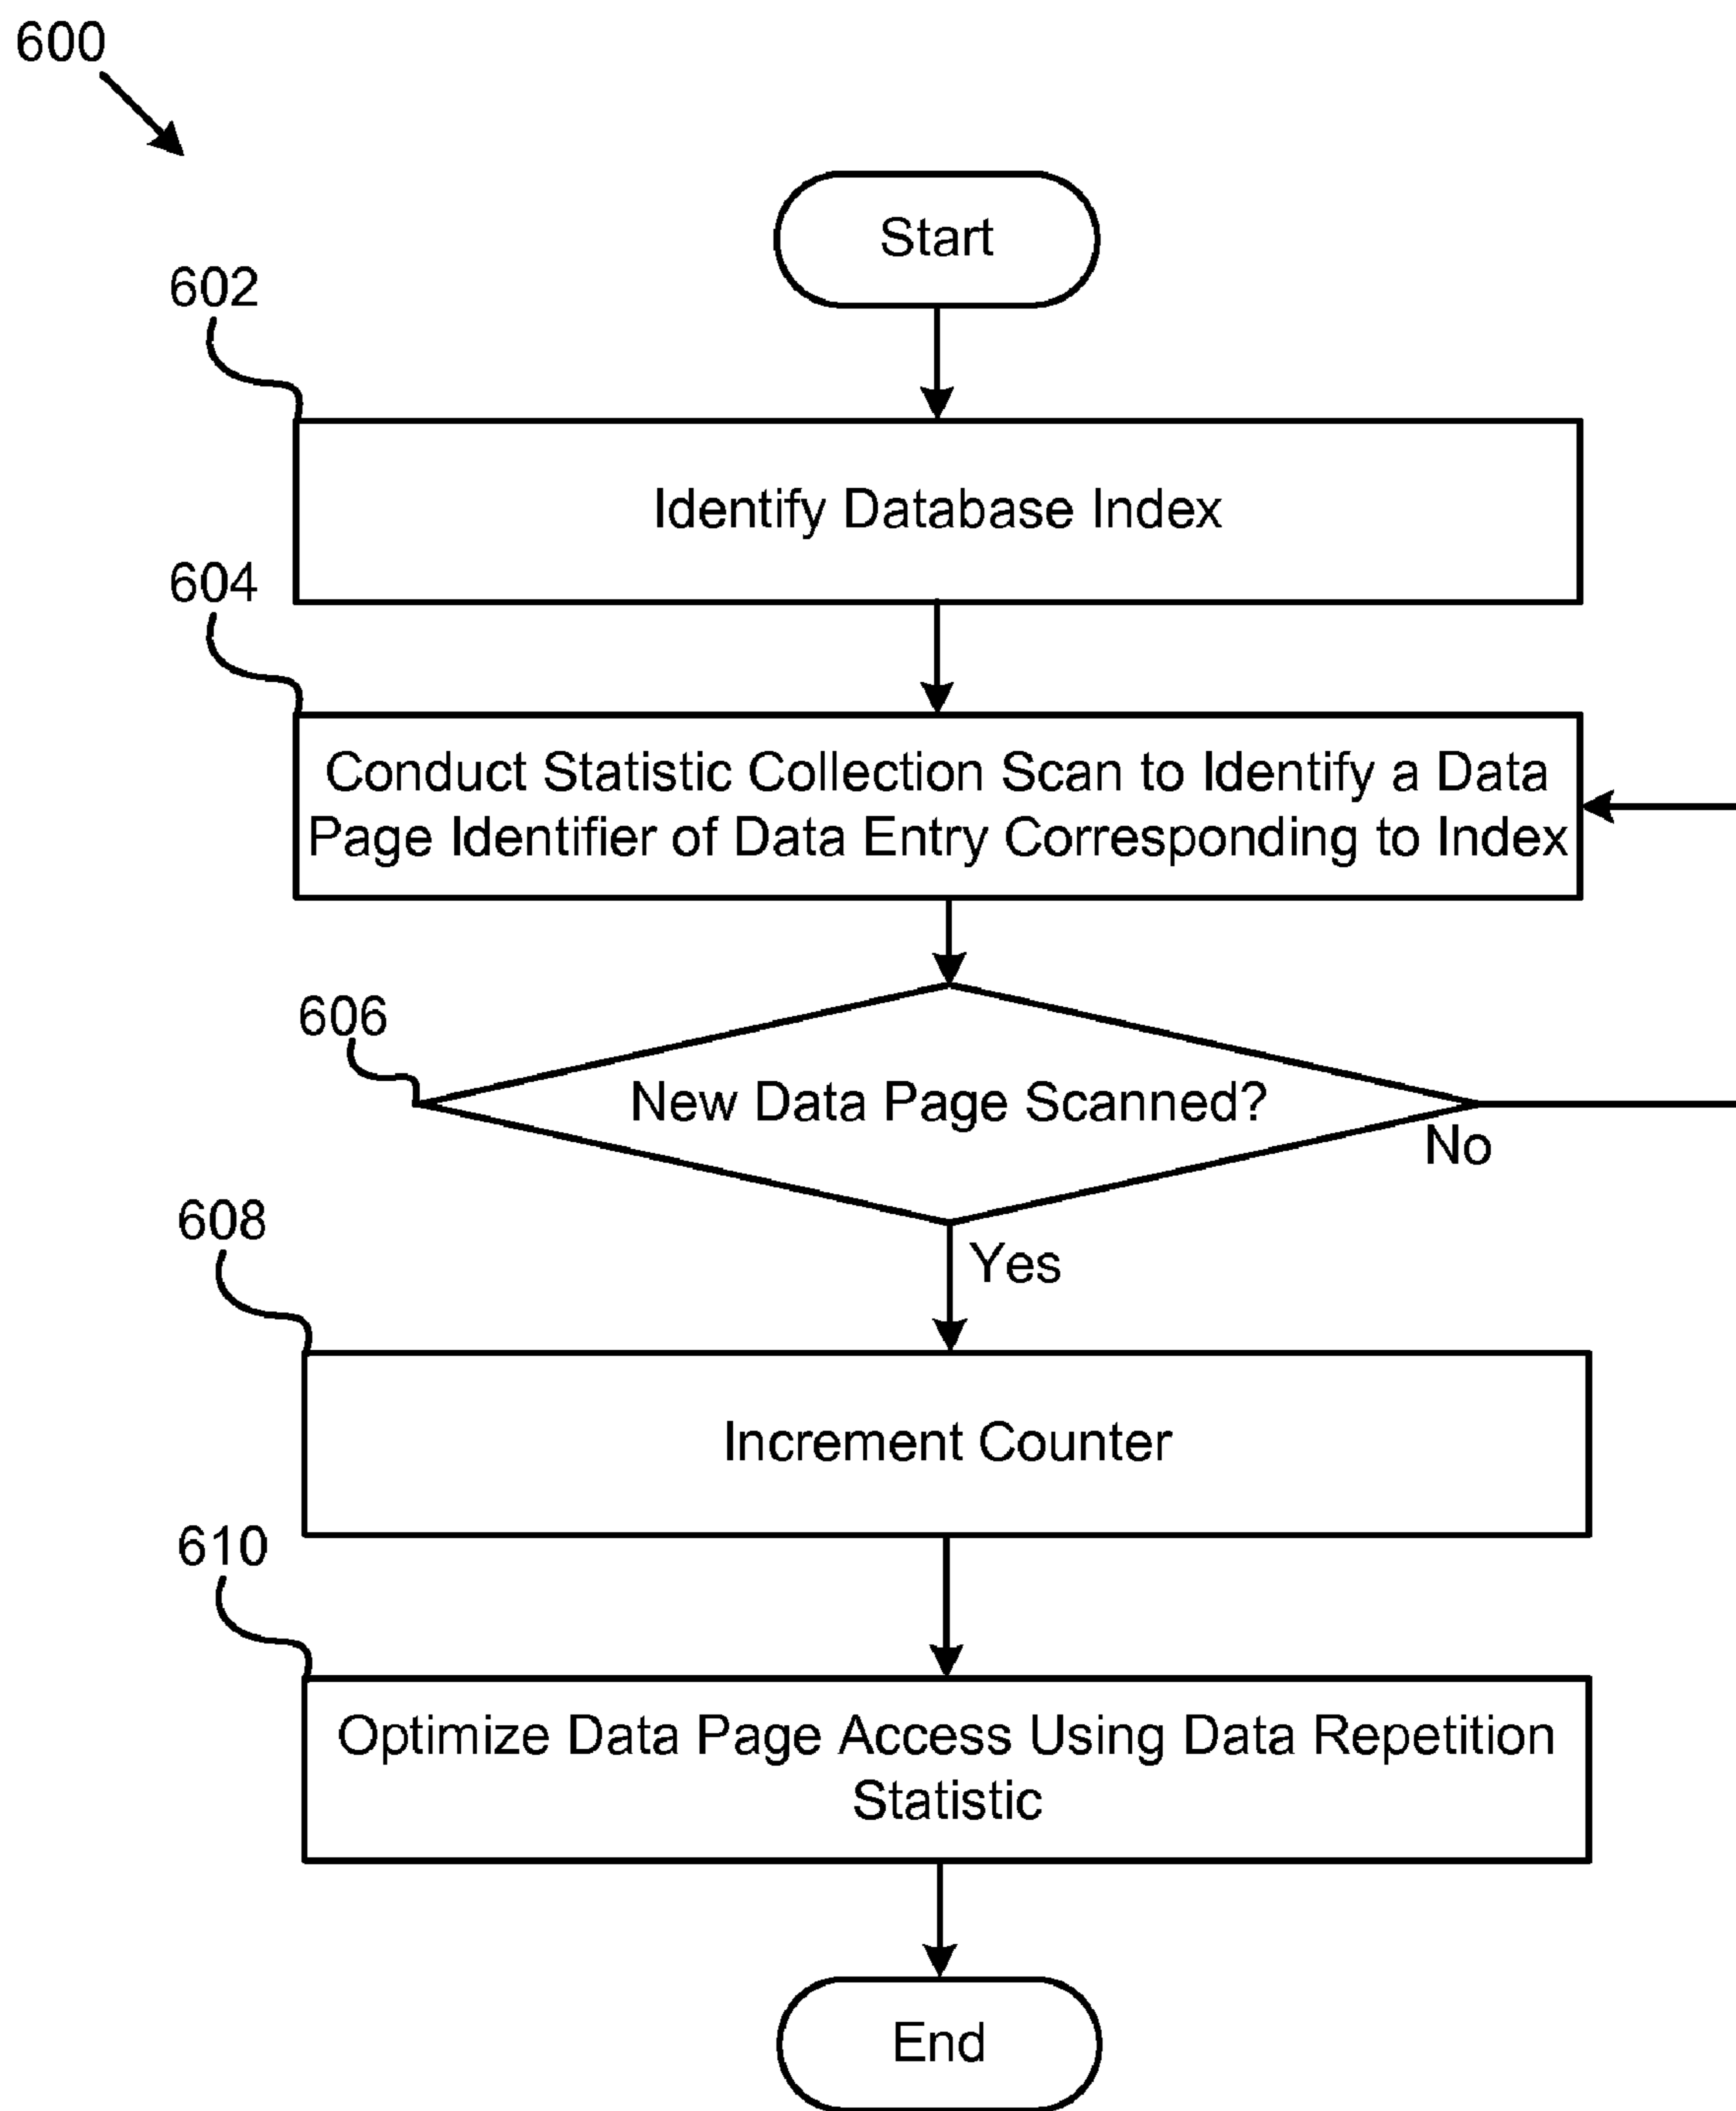 600
Start
602
Identify Database Index
604
Conduct Statistic Collection Scan to Identify a Data
Page Identifier of Data Entry Corresponding to Index
606
New Data Page Scanned?
No
Yes
608
Increment Counter
610
Optimize Data Page Access Using Data Repetition
Statistic
End